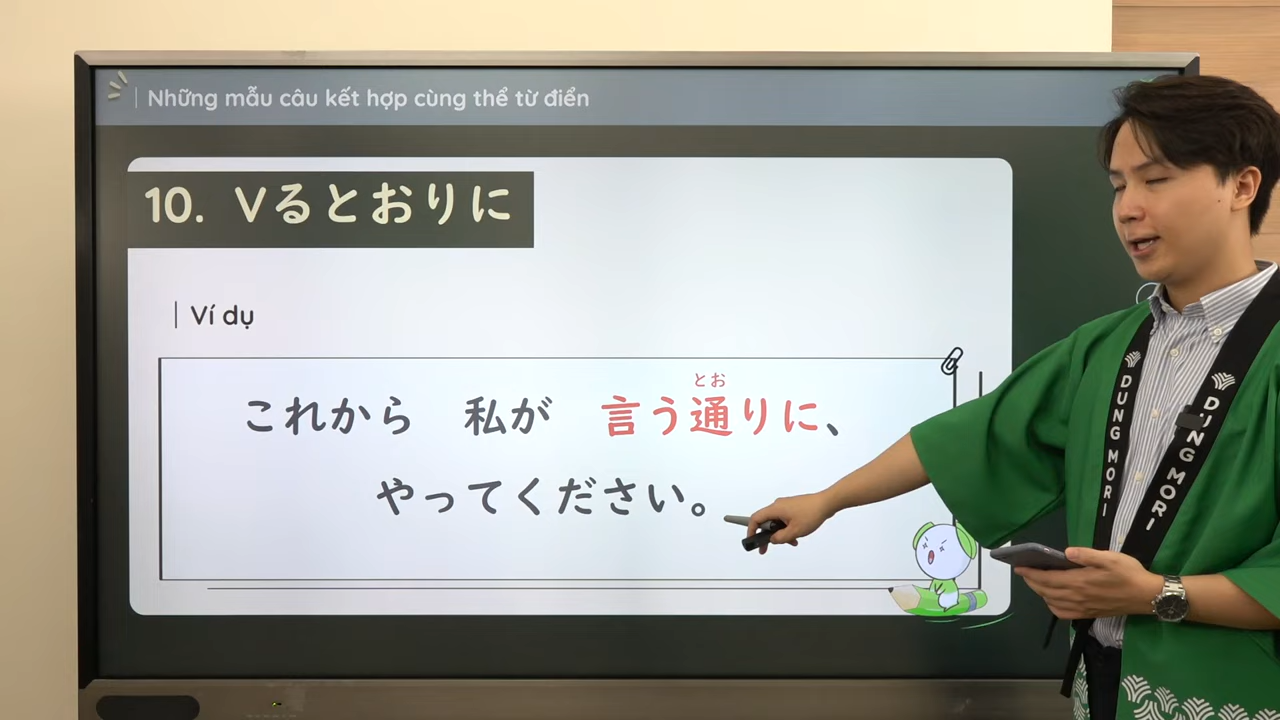 Những mẫu câu kết hợp cùng thể từ điển
10. Vるとおりに
Ví dụ
とお
これから 私が 言う通りに、
やってください。
DUNG MORI
DUNG MORI